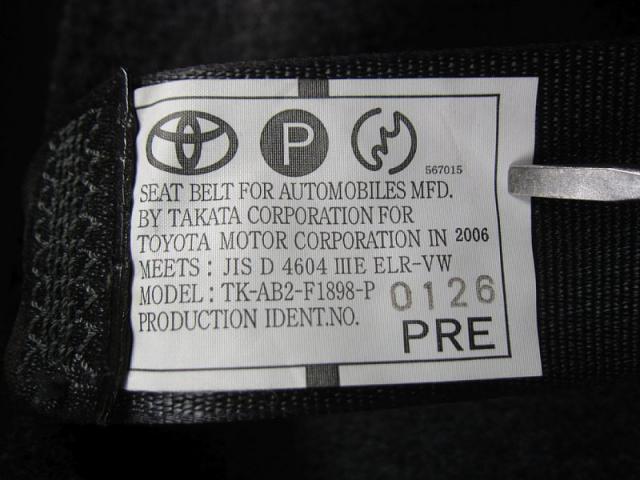 P
567015
SEAT BELT FOR AUTOMOBILES MFD.
BY TAKATA CORPORATION FOR
TOYOTA MOTOR CORPORATION IN 2006
MEETS : JIS D 4604 IIIE ELR-VW
MODEL : TK-AB2-F1898-P 0126
PRODUCTION IDENT.NO. PRE